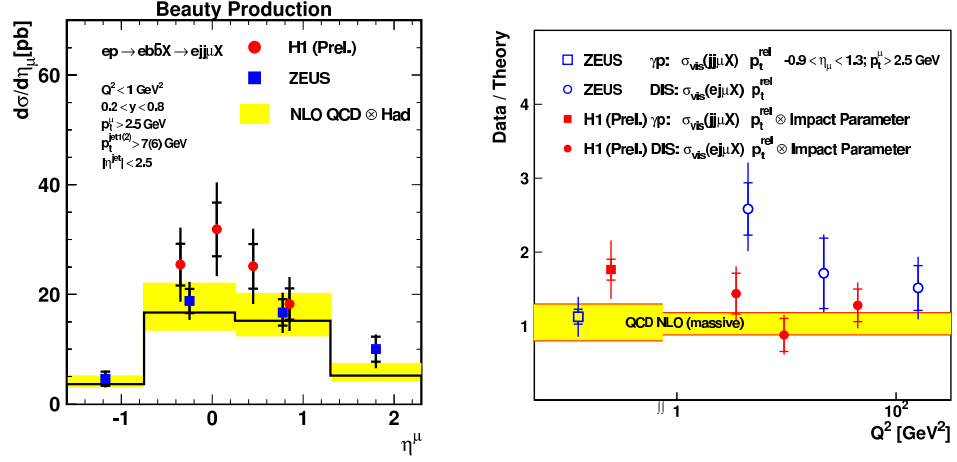 Beauty Production
dσ/dη_μ[pb]
ep → ebb̄X → ejjμX
Q² < 1 GeV²
0.2 < y < 0.8
p_t^μ > 2.5 GeV
p_t^jet1(2) > 7(6) GeV
|η^jet| < 2.5
H1 (Prel.)
ZEUS
NLO QCD ⊗ Had
60
40
20
0
-1 0 1 2
η^μ
Data / Theory
ZEUS γp: σ_vis(jjμX) p_t^rel -0.9 < η_μ < 1.3; p_t^μ > 2.5 GeV
ZEUS DIS: σ_vis(ejμX) p_t^rel
H1 (Prel.) γp: σ_vis(jjμX) p_t^rel ⊗ Impact Parameter
H1 (Prel.) DIS: σ_vis(ejμX) p_t^rel ⊗ Impact Parameter
4
3
2
1
QCD NLO (massive)
1 10²
Q² [GeV²]